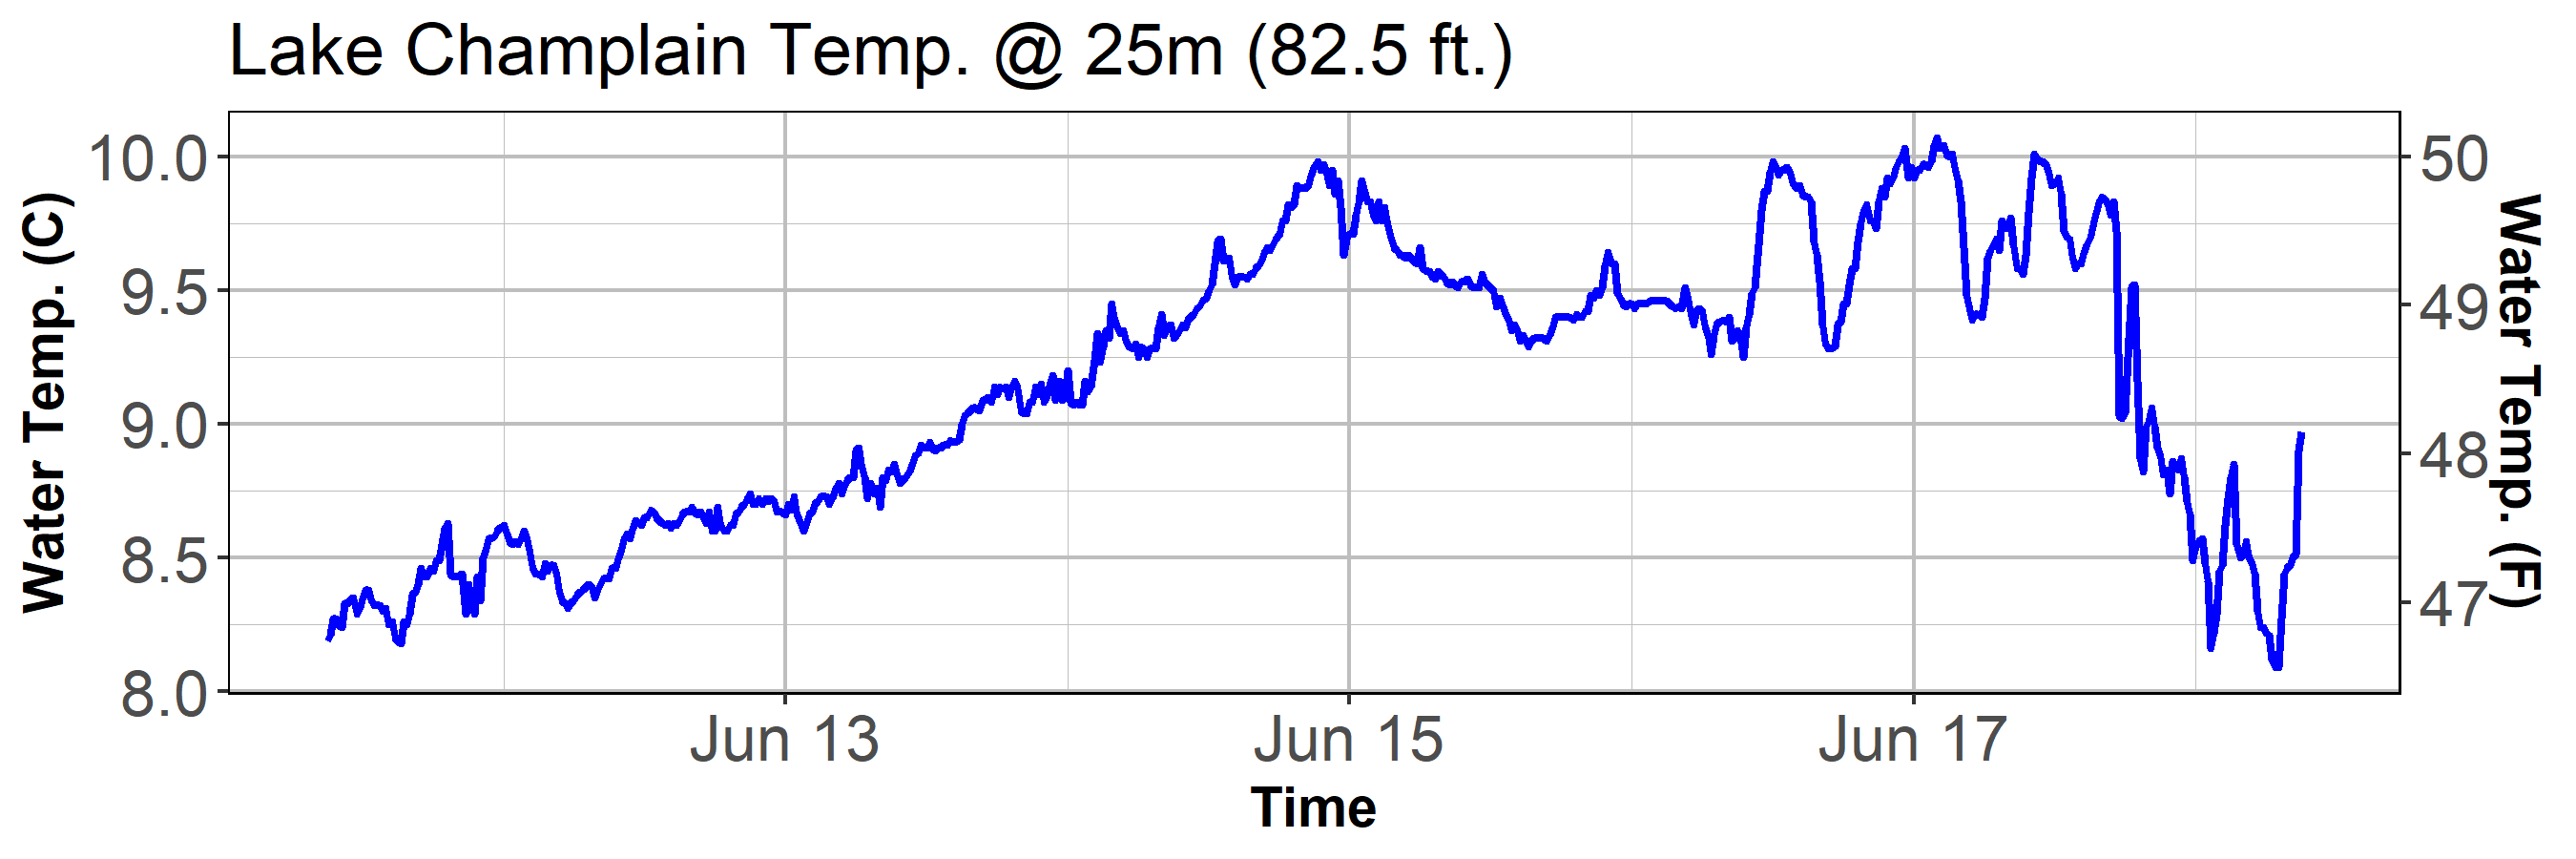 Lake Champlain Temp. @ 25m (82.5 ft.)
Water Temp. (C)
10.0
9.5
9.0
8.5
8.0
50
49
48
47
Water Temp. (F)
Jun 13
Jun 15
Jun 17
Time